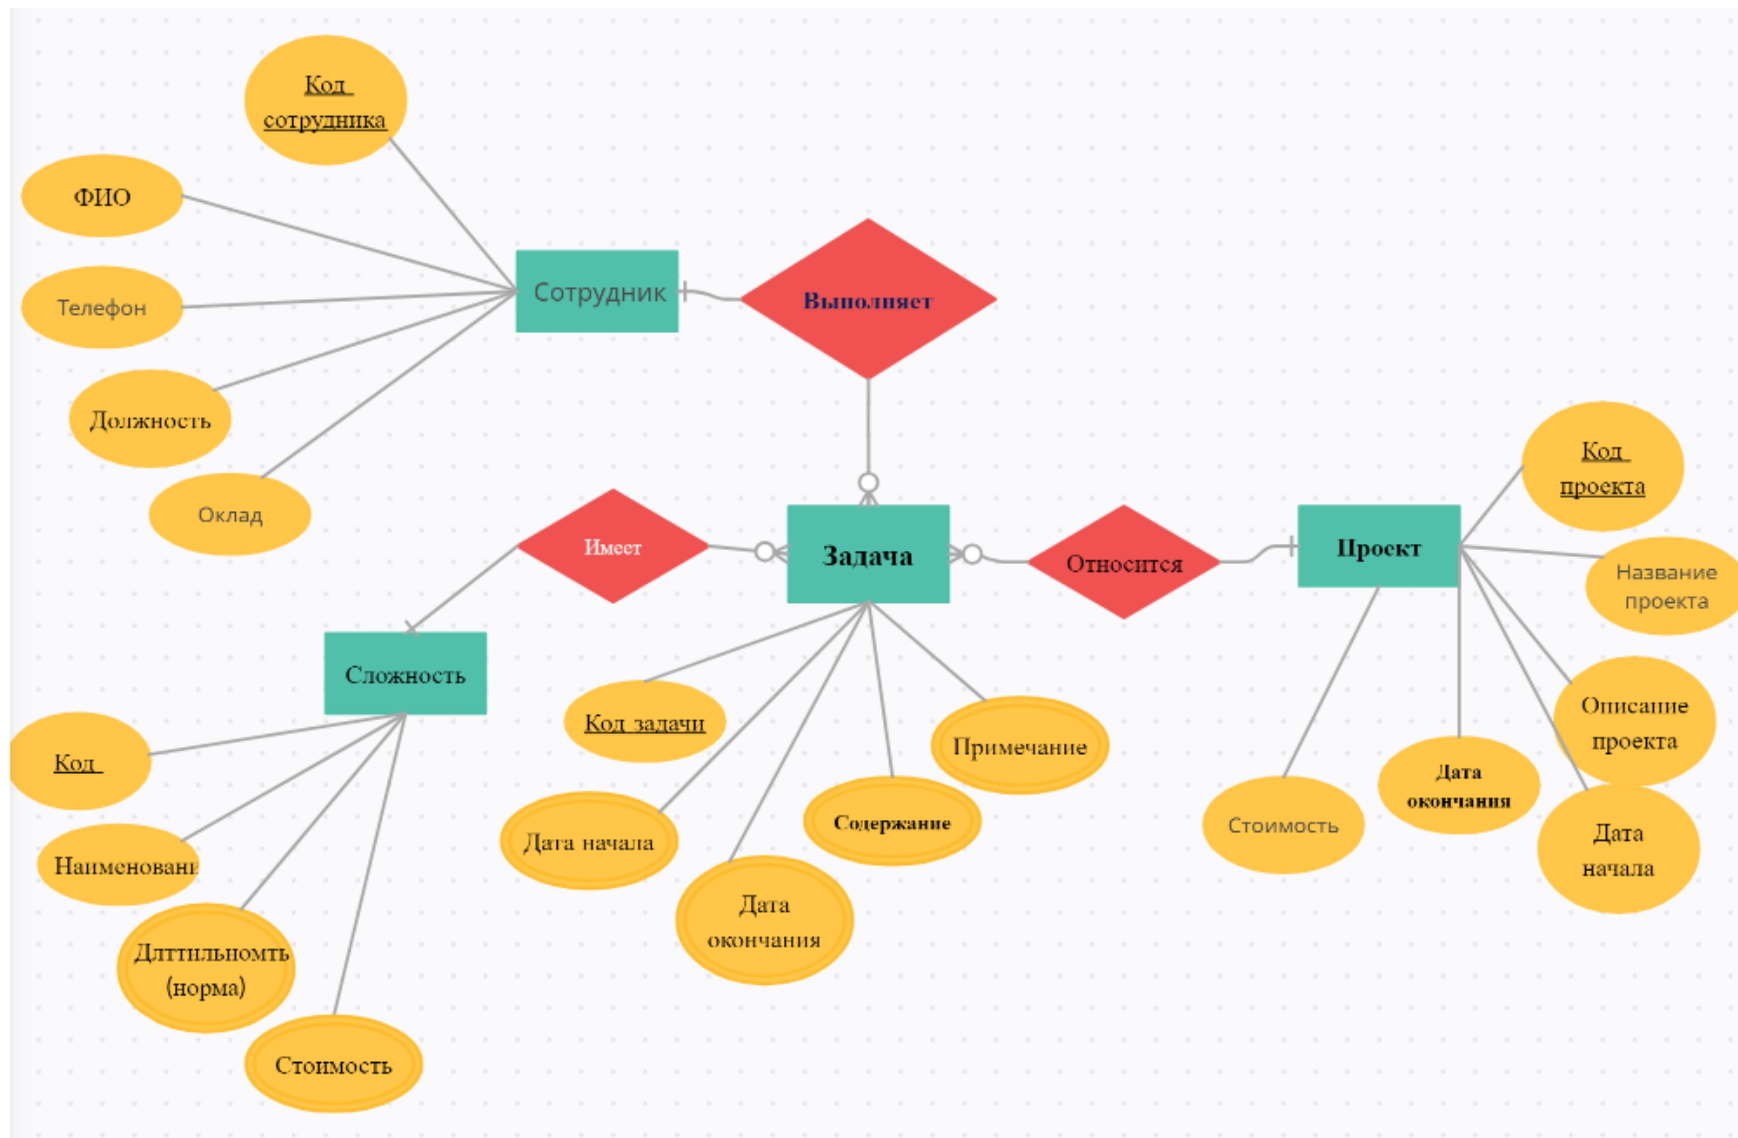 Код
сотрудника
ФИО
Телефон
Должность
Оклад
Сотрудник
Выполняет
Имеет
Задача
Относится
Проект
Код
проекта
Название
проекта
Описание
проекта
Дата
начала
Дата
окончания
Стоимость
Сложность
Код
Наименовани
Длттильномть
(норма)
Стоимость
Код задачи
Дата начала
Дата
окончания
Содержание
Примечание